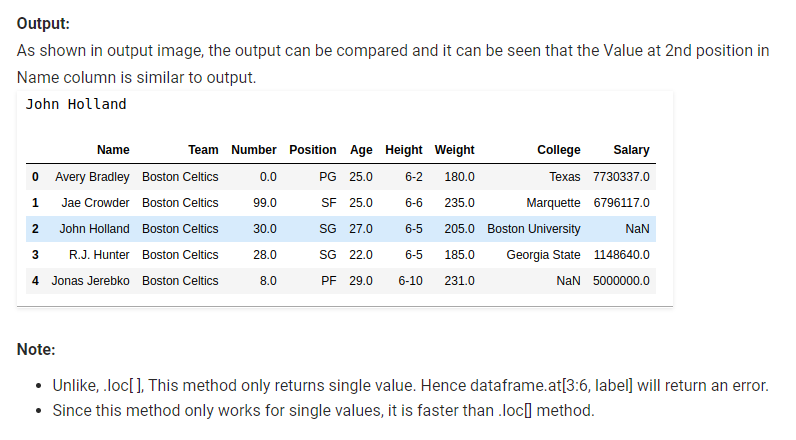 Output:
As shown in output image, the output can be compared and it can be seen that the Value at 2nd position in
Name column is similar to output.
John Holland
Name Team Number Position Age Height Weight College Salary
0 Avery Bradley Boston Celtics 0.0 PG 25.0 6-2 180.0 Texas 7730337.0
1 Jae Crowder Boston Celtics 99.0 SF 25.0 6-6 235.0 Marquette 6796117.0
2 John Holland Boston Celtics 30.0 SG 27.0 6-5 205.0 Boston University NaN
3 R.J. Hunter Boston Celtics 28.0 SG 22.0 6-5 185.0 Georgia State 1148640.0
4 Jonas Jerebko Boston Celtics 8.0 PF 29.0 6-10 231.0 NaN 5000000.0
Note:
• Unlike, .loc[ ], This method only returns single value. Hence dataframe.at[3:6, label] will return an error.
• Since this method only works for single values, it is faster than .loc[] method.